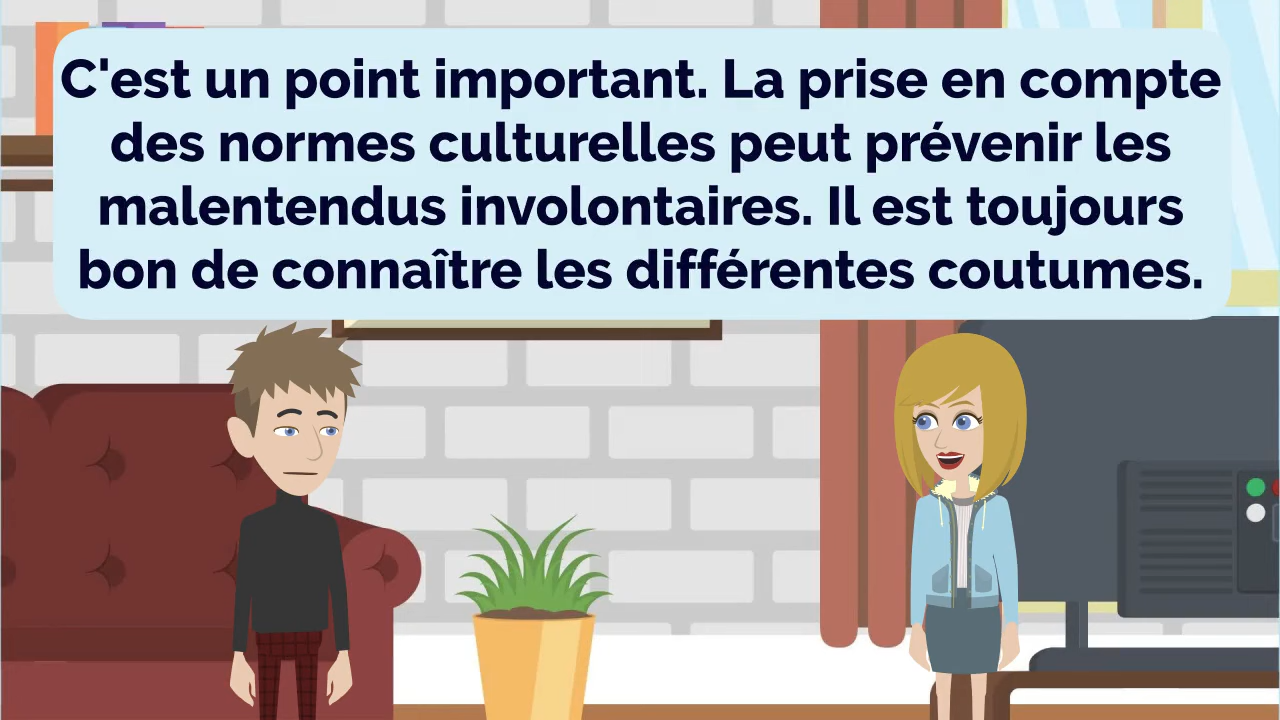 C'est un point important. La prise en compte
des normes culturelles peut prévenir les
malentendus involontaires. Il est toujours
bon de connaître les différentes coutumes.